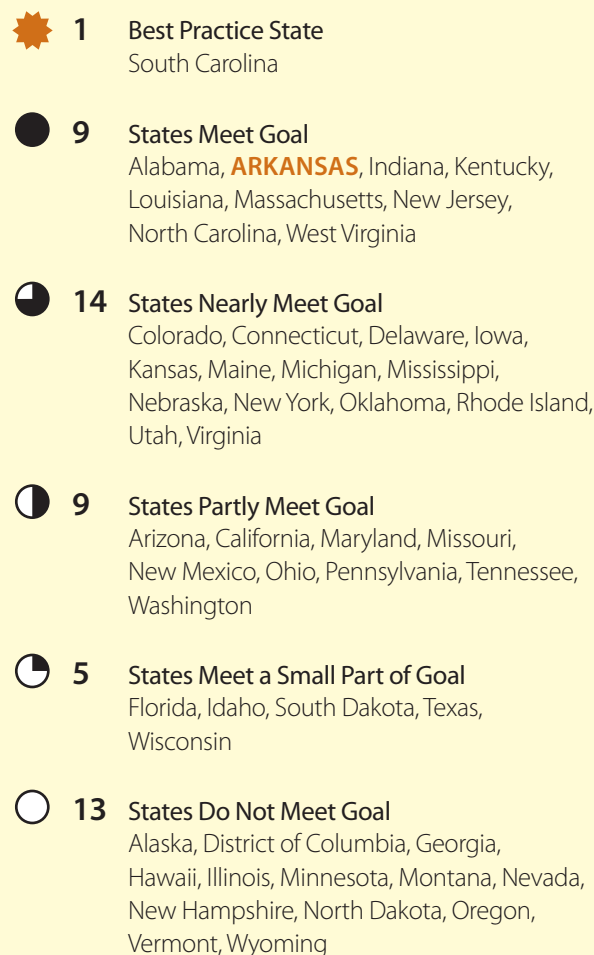 1 Best Practice State
South Carolina
9 States Meet Goal
Alabama, ARKANSAS, Indiana, Kentucky,
Louisiana, Massachusetts, New Jersey,
North Carolina, West Virginia
14 States Nearly Meet Goal
Colorado, Connecticut, Delaware, Iowa,
Kansas, Maine, Michigan, Mississippi,
Nebraska, New York, Oklahoma, Rhode Island,
Utah, Virginia
9 States Partly Meet Goal
Arizona, California, Maryland, Missouri,
New Mexico, Ohio, Pennsylvania, Tennessee,
Washington
5 States Meet a Small Part of Goal
Florida, Idaho, South Dakota, Texas,
Wisconsin
13 States Do Not Meet Goal
Alaska, District of Columbia, Georgia,
Hawaii, Illinois, Minnesota, Montana, Nevada,
New Hampshire, North Dakota, Oregon,
Vermont, Wyoming